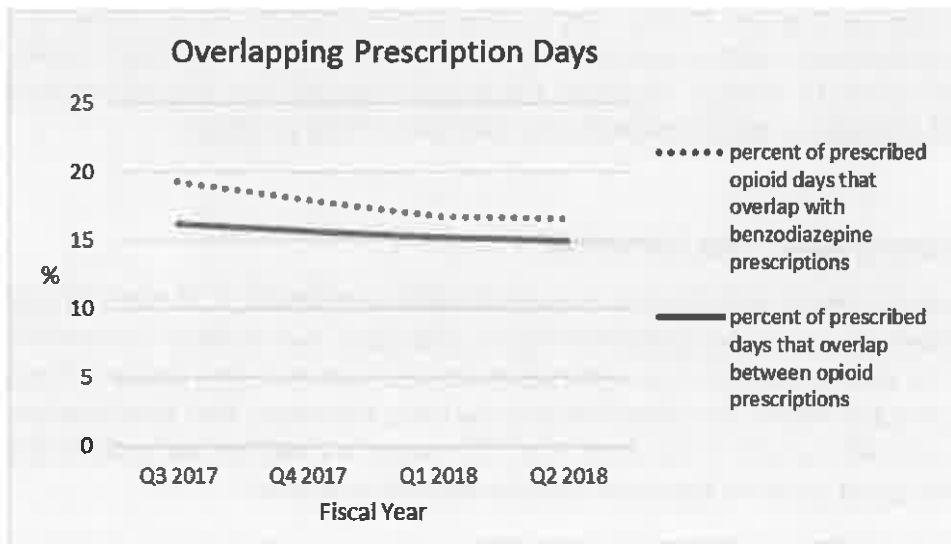 Overlapping Prescription Days
25
20
15
10
5
0
%
Q3 2017 Q4 2017 Q1 2018 Q2 2018
Fiscal Year
percent of prescribed
opioid days that
overlap with
benzodiazepine
prescriptions
percent of prescribed
days that overlap
between opioid
prescriptions